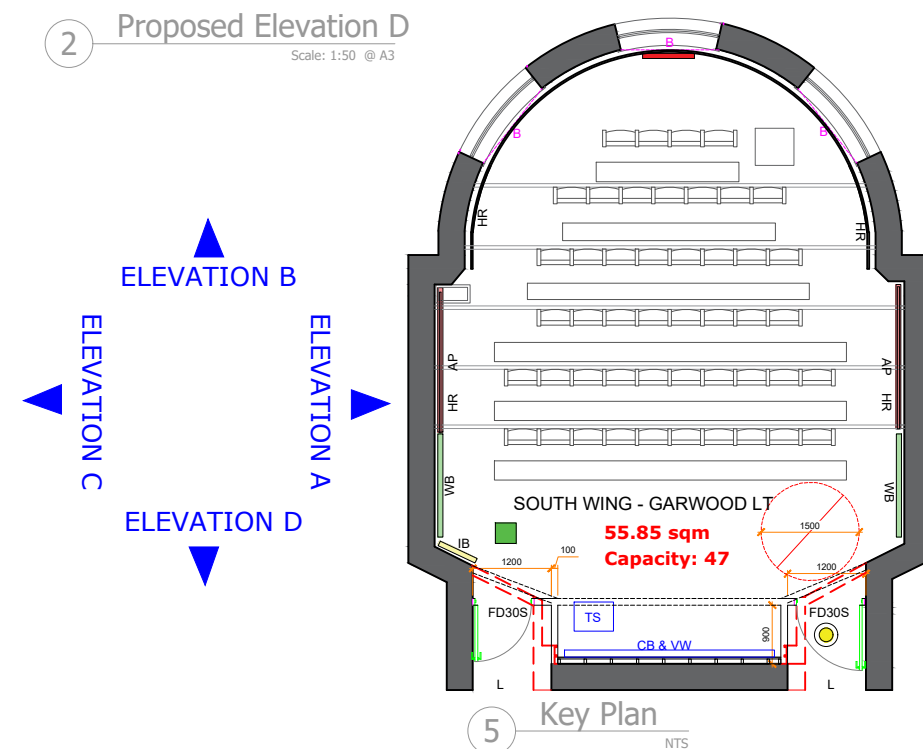 2
Proposed Elevation D
Scale: 1:50 @ A3
B
B
B
HR
HR
ELEVATION B
ELEVATION C
ELEVATION A
ELEVATION D
AP
HR
AP
HR
WB
WB
SOUTH WING - GARWOOD LT
55.85 sqm
Capacity: 47
1500
IB
1200
100
1200
FD30S
TS
900
FD30S
CB & VW
L
L
5
Key Plan
NTS